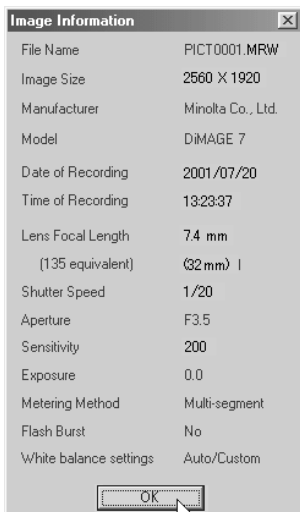 Image Information
File Name PICT0001.MRW
Image Size 2560 X 1920
Manufacturer Minolta Co., Ltd.
Model DiMAGE 7
Date of Recording 2001/07/20
Time of Recording 13:23:37
Lens Focal Length 7.4 mm
(135 equivalent) (32 mm) |
Shutter Speed 1/20
Aperture F3.5
Sensitivity 200
Exposure 0.0
Metering Method Multi-segment
Flash Burst No
White balance settings Auto/Custom
OK